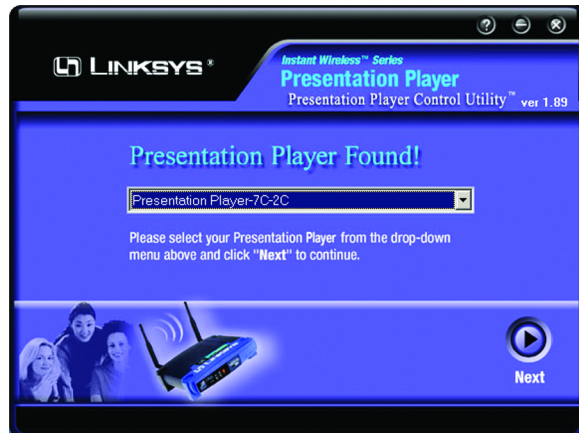 LINKSYS®
Instant Wireless™ Series
Presentation Player
Presentation Player Control Utility™ ver 1.89
Presentation Player Found!
Presentation Player-7C-2C
Please select your Presentation Player from the drop-down
menu above and click "Next" to continue.
Next